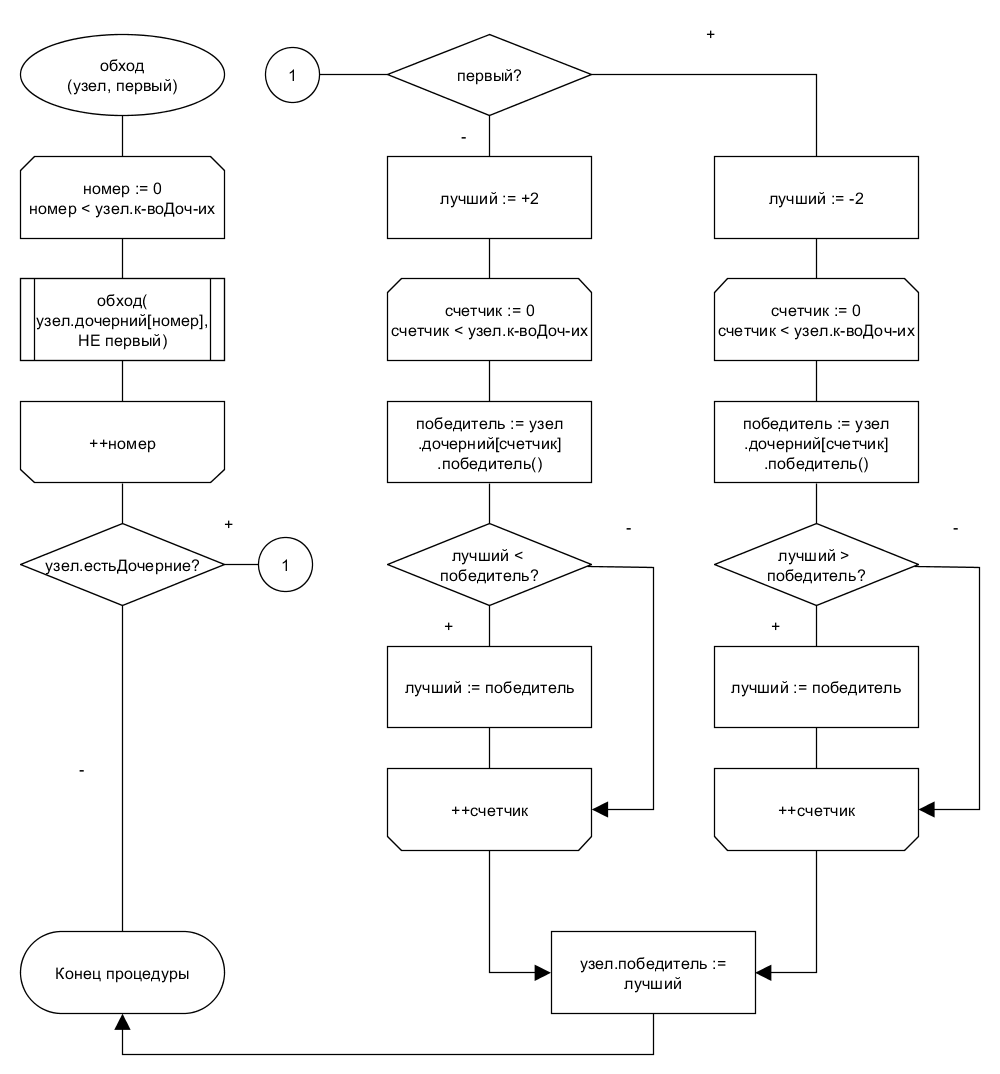 обход
(узел, первый)
номер := 0
номер < узел.к-воДоч-их
обход(
узел.дочерний[номер],
НЕ первый)
++номер
узел.естьДочерние?
+
1
-
Конец процедуры
1
первый?
+
-
лучший := +2
счетчик := 0
счетчик < узел.к-воДоч-их
победитель := узел
.дочерний[счетчик]
.победитель()
лучший <
победитель?
-
+
лучший := победитель
++счетчик
лучший := -2
счетчик := 0
счетчик < узел.к-воДоч-их
победитель := узел
.дочерний[счетчик]
.победитель()
лучший >
победитель?
-
+
лучший := победитель
++счетчик
узел.победитель :=
лучший